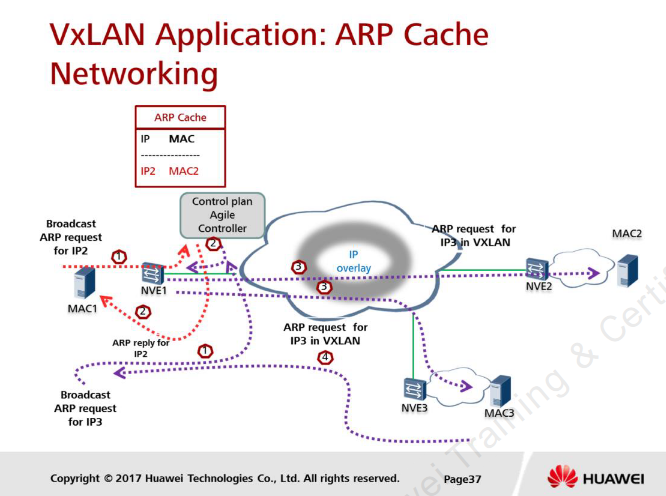 VxLAN Application: ARP Cache
Networking
ARP Cache
IP MAC
---------------
IP2 MAC2
Control plan
Agile
Controller
Broadcast
ARP request
for IP2
1
2
2
NVE1
MAC1
ARP reply for
IP2
1
Broadcast
ARP request
for IP3
3
IP
overlay
3
ARP request for
IP3 in VXLAN
ARP request for
IP3 in VXLAN
4
MAC2
NVE2
NVE3
MAC3
ei Training & Certi
Copyright © 2017 Huawei Technologies Co., Ltd. All rights reserved.
Page37
HUAWEI